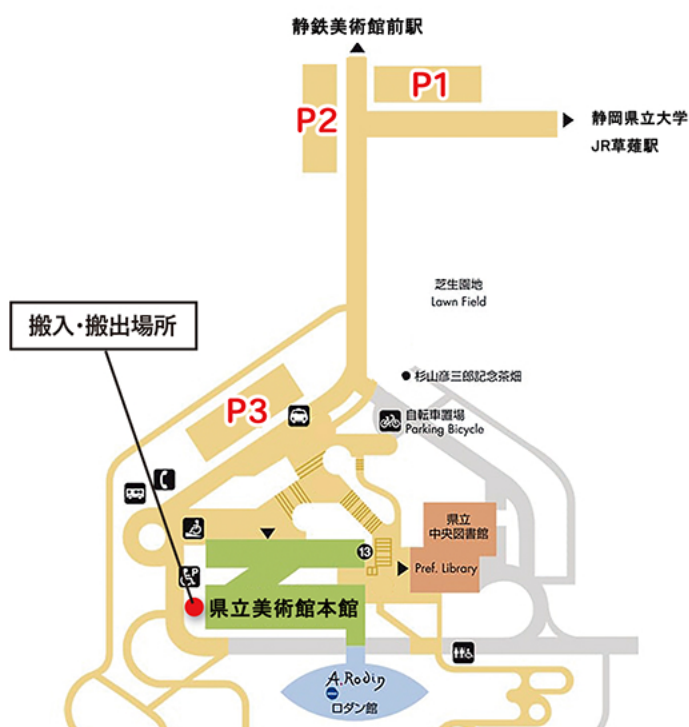 静鉄美術館前駅
P1
P2
静岡県立大学
JR草薙駅
芝生園地
Lawn Field
搬入・搬出場所
杉山彦三郎記念茶畑
P3
自転車置場
Parking Bicycle
県立
中央図書館
13
Pref. Library
P
県立美術館本館
A.Rodin
ロダン館